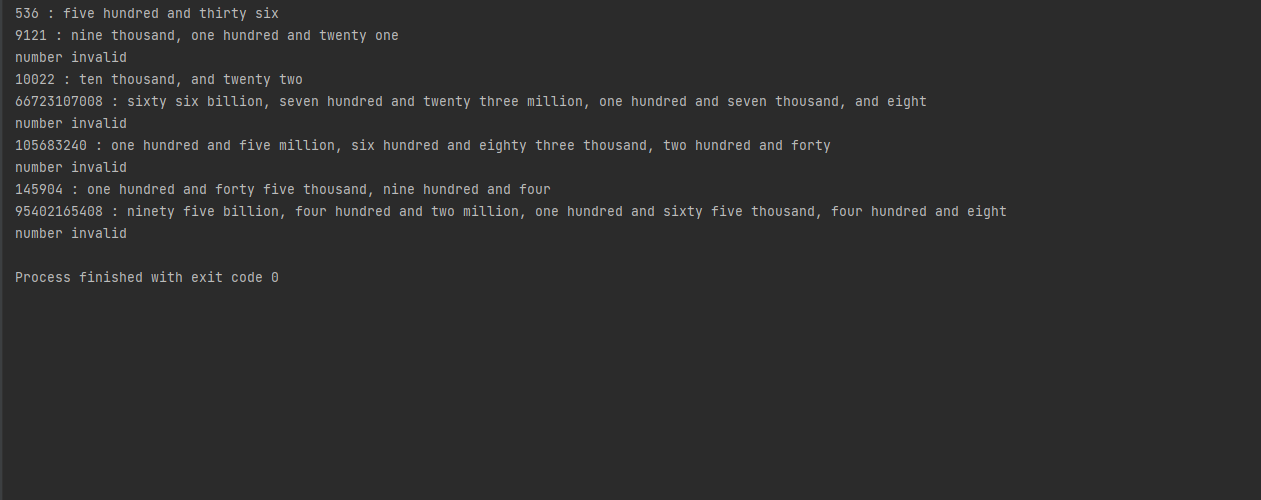 536 : five hundred and thirty six
9121 : nine thousand, one hundred and twenty one
number invalid
10022 : ten thousand, and twenty two
66723107008 : sixty six billion, seven hundred and twenty three million, one hundred and seven thousand, and eight
number invalid
105683240 : one hundred and five million, six hundred and eighty three thousand, two hundred and forty
number invalid
145904 : one hundred and forty five thousand, nine hundred and four
95402165408 : ninety five billion, four hundred and two million, one hundred and sixty five thousand, four hundred and eight
number invalid
Process finished with exit code 0